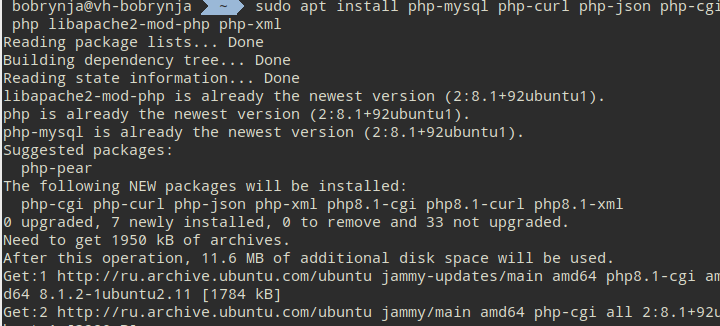 bobrynja@vh-bobrynja ~ sudo apt install php-mysql php-curl php-json php-cgi
php libapache2-mod-php php-xml
Reading package lists... Done
Building dependency tree... Done
Reading state information... Done
libapache2-mod-php is already the newest version (2:8.1+92ubuntu1).
php is already the newest version (2:8.1+92ubuntu1).
php-mysql is already the newest version (2:8.1+92ubuntu1).
Suggested packages:
php-pear
The following NEW packages will be installed:
php-cgi php-curl php-json php-xml php8.1-cgi php8.1-curl php8.1-xml
0 upgraded, 7 newly installed, 0 to remove and 33 not upgraded.
Need to get 1950 kB of archives.
After this operation, 11.6 MB of additional disk space will be used.
Get:1 http://ru.archive.ubuntu.com/ubuntu jammy-updates/main amd64 php8.1-cgi am
d64 8.1.2-1ubuntu2.11 [1784 kB]
Get:2 http://ru.archive.ubuntu.com/ubuntu jammy/main amd64 php-cgi all 2:8.1+92u